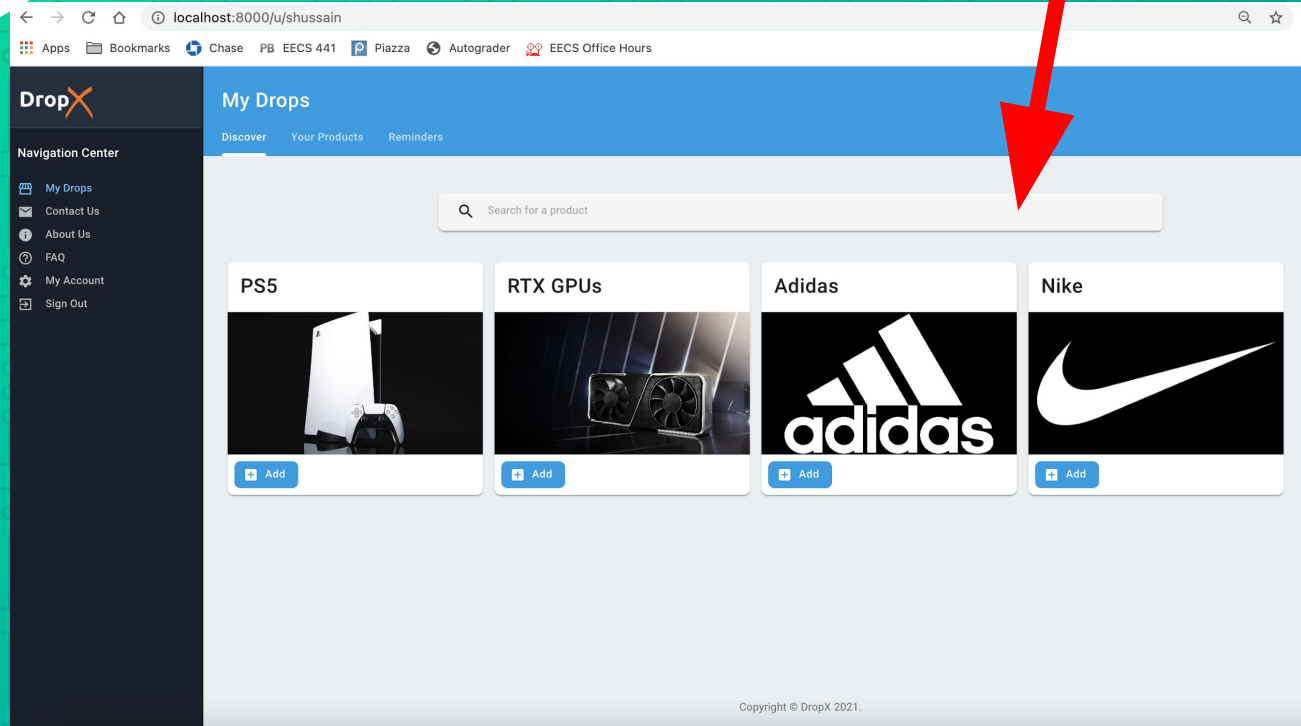 localhost:8000/u/shussain
Apps Bookmarks Chase PB EECS 441 Piazza Autograder EECS Office Hours
DropX
My Drops
Discover Your Products Reminders
Navigation Center
My Drops
Contact Us
About Us
FAQ
My Account
Sign Out
Search for a product
PS5 RTX GPUs Adidas Nike
adidas
Add Add Add Add
Copyright © DropX 2021.